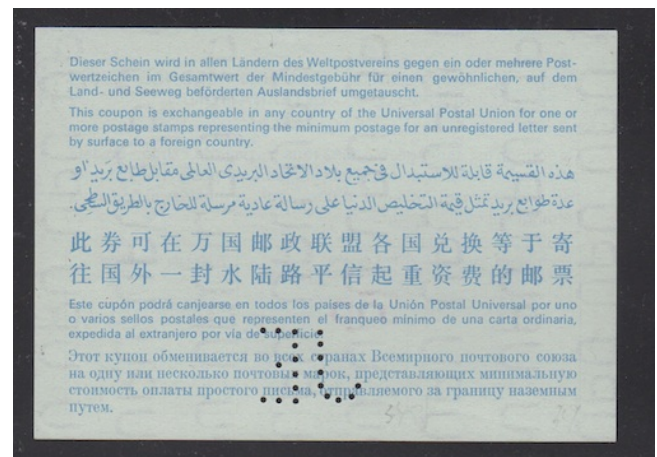 Dieser Schein wird in allen Ländern des Weltpostvereins gegen ein oder mehrere Post-
wertzeichen im Gesamtwert der Mindestgebühr für einen gewöhnlichen, auf dem
Land- und Seeweg beförderten Auslandsbrief umgetauscht.
This coupon is exchangeable in any country of the Universal Postal Union for one or
more postage stamps representing the minimum postage for an unregistered letter sent
by surface to a foreign country.
هذه القسيمة قابلة للاستبدال في جميع بلاد الاتحاد البريدى العالمى مقابل طابع بريد او
عدة طوابع بريد تمثل قيمة التخليص الدنيا على رسالة عادية مرسلة للخارج بالطريق السطحى.
此券可在万国邮政联盟各国兑换等于寄
往国外一封水陆路平信起重资费的邮票
Este cupón podrá canjearse en todos los países de la Unión Postal Universal por uno
o varios sellos postales que representen el franqueo mínimo de una carta ordinaria,
expedida al extranjero por vía de superficie.
Этот купон обменивается во всех странах Всемирного почтового союза
на одну или несколько почтовых марок, представляющих минимальную
стоимость оплаты простого письма, отправляемого за границу наземным
путем.